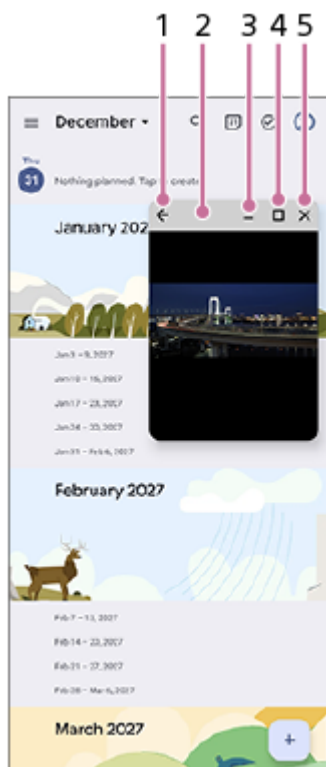 1 2 3 4 5
December
Thu
31 Nothing planned. Tap to create
January 202
Jan 3 – 9, 2027
Jan 10 – 16, 2027
Jan 17 – 23, 2027
Jan 24 – 30, 2027
Jan 31 – Feb 6, 2027
February 2027
Feb 7 – 13, 2027
Feb 14 – 20, 2027
Feb 21 – 27, 2027
Feb 28 – Mar 6, 2027
March 2027